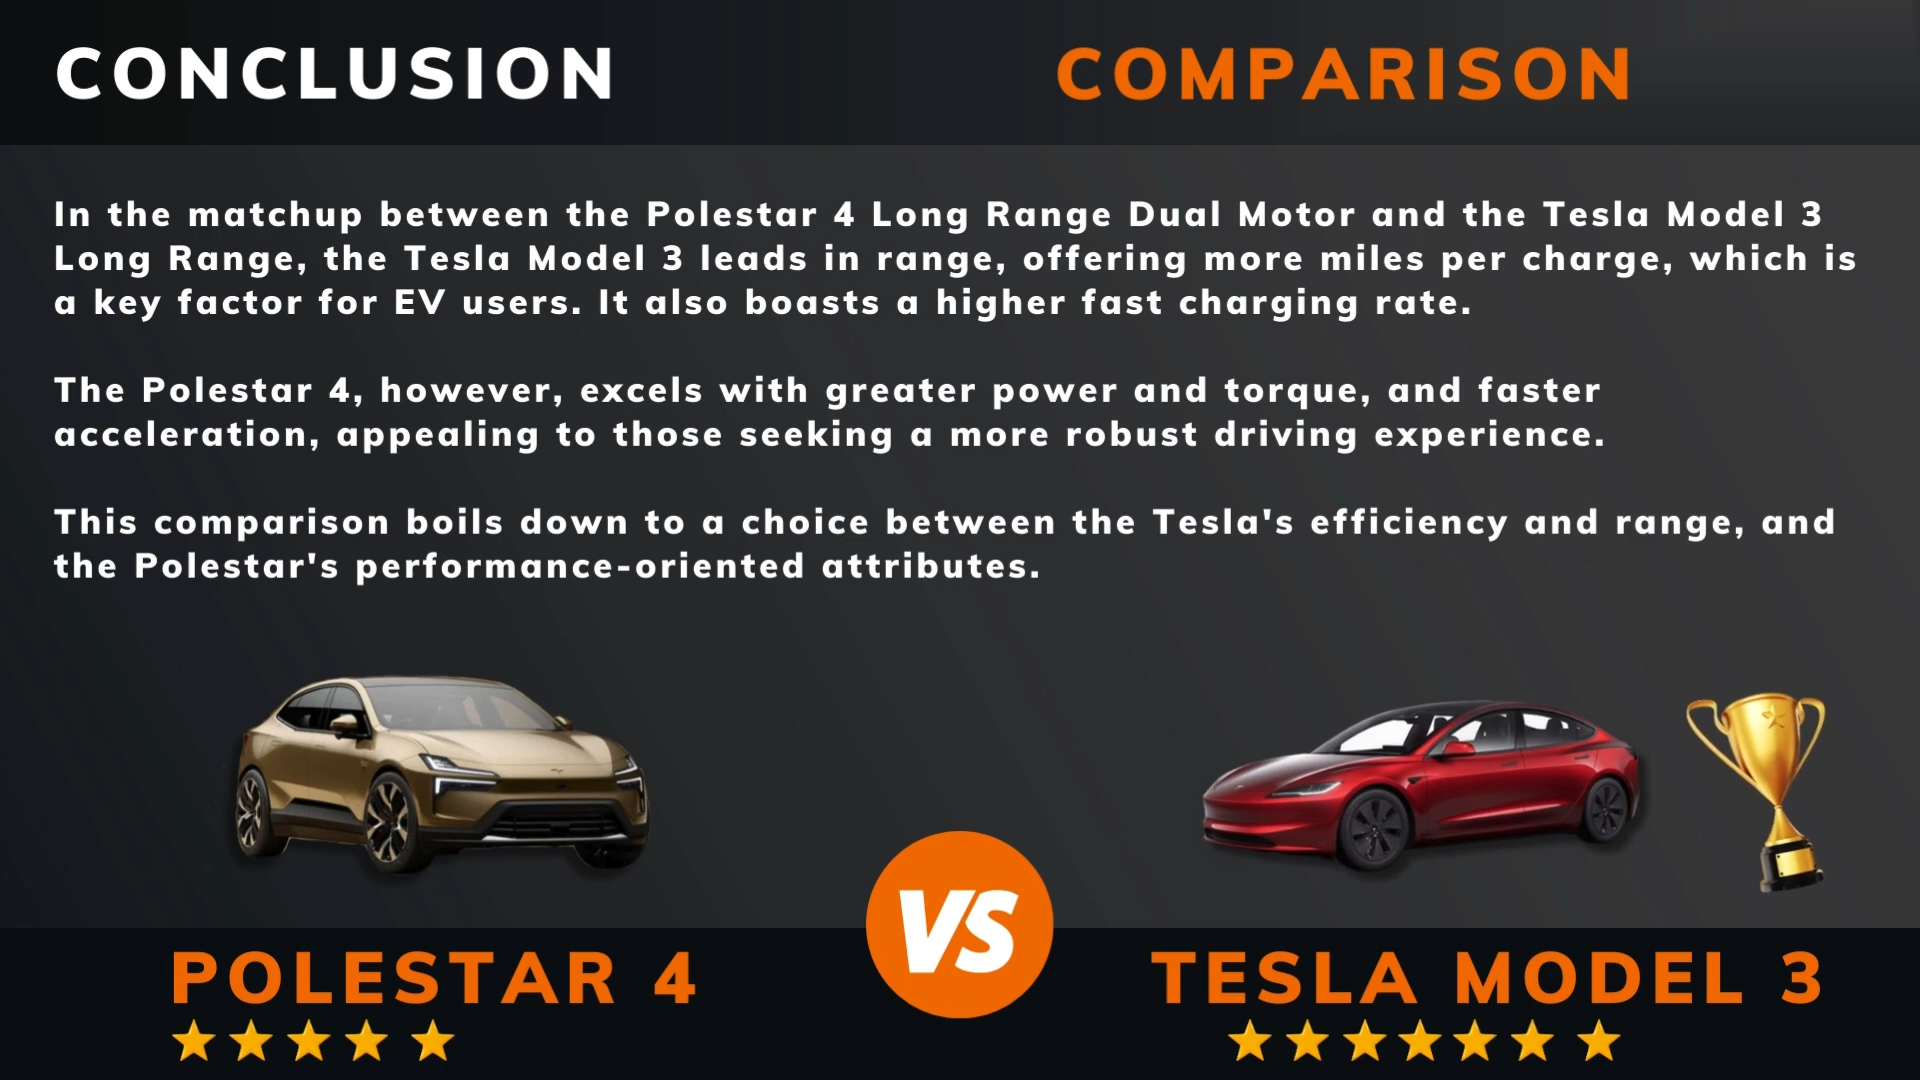 CONCLUSION
COMPARISON
In the matchup between the Polestar 4 Long Range Dual Motor and the Tesla Model 3
Long Range, the Tesla Model 3 leads in range, offering more miles per charge, which is
a key factor for EV users. It also boasts a higher fast charging rate.
The Polestar 4, however, excels with greater power and torque, and faster
acceleration, appealing to those seeking a more robust driving experience.
This comparison boils down to a choice between the Tesla's efficiency and range, and
the Polestar's performance-oriented attributes.
VS
POLESTAR 4
TESLA MODEL 3